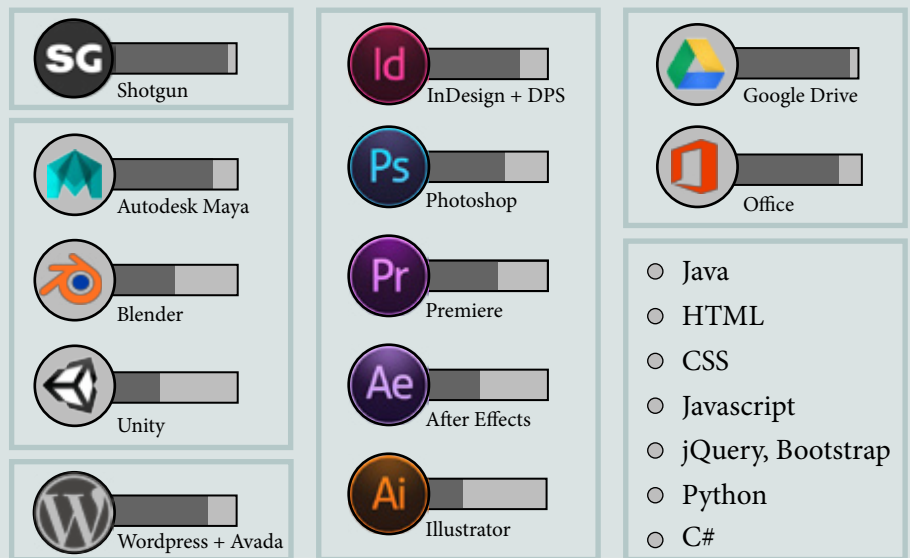 SG
Shotgun
Autodesk Maya
Blender
Unity
W
Wordpress + Avada
Id
InDesign + DPS
Ps
Photoshop
Pr
Premiere
Ae
After Effects
Ai
Illustrator
Google Drive
Office
Java
HTML
CSS
Javascript
jQuery, Bootstrap
Python
C#